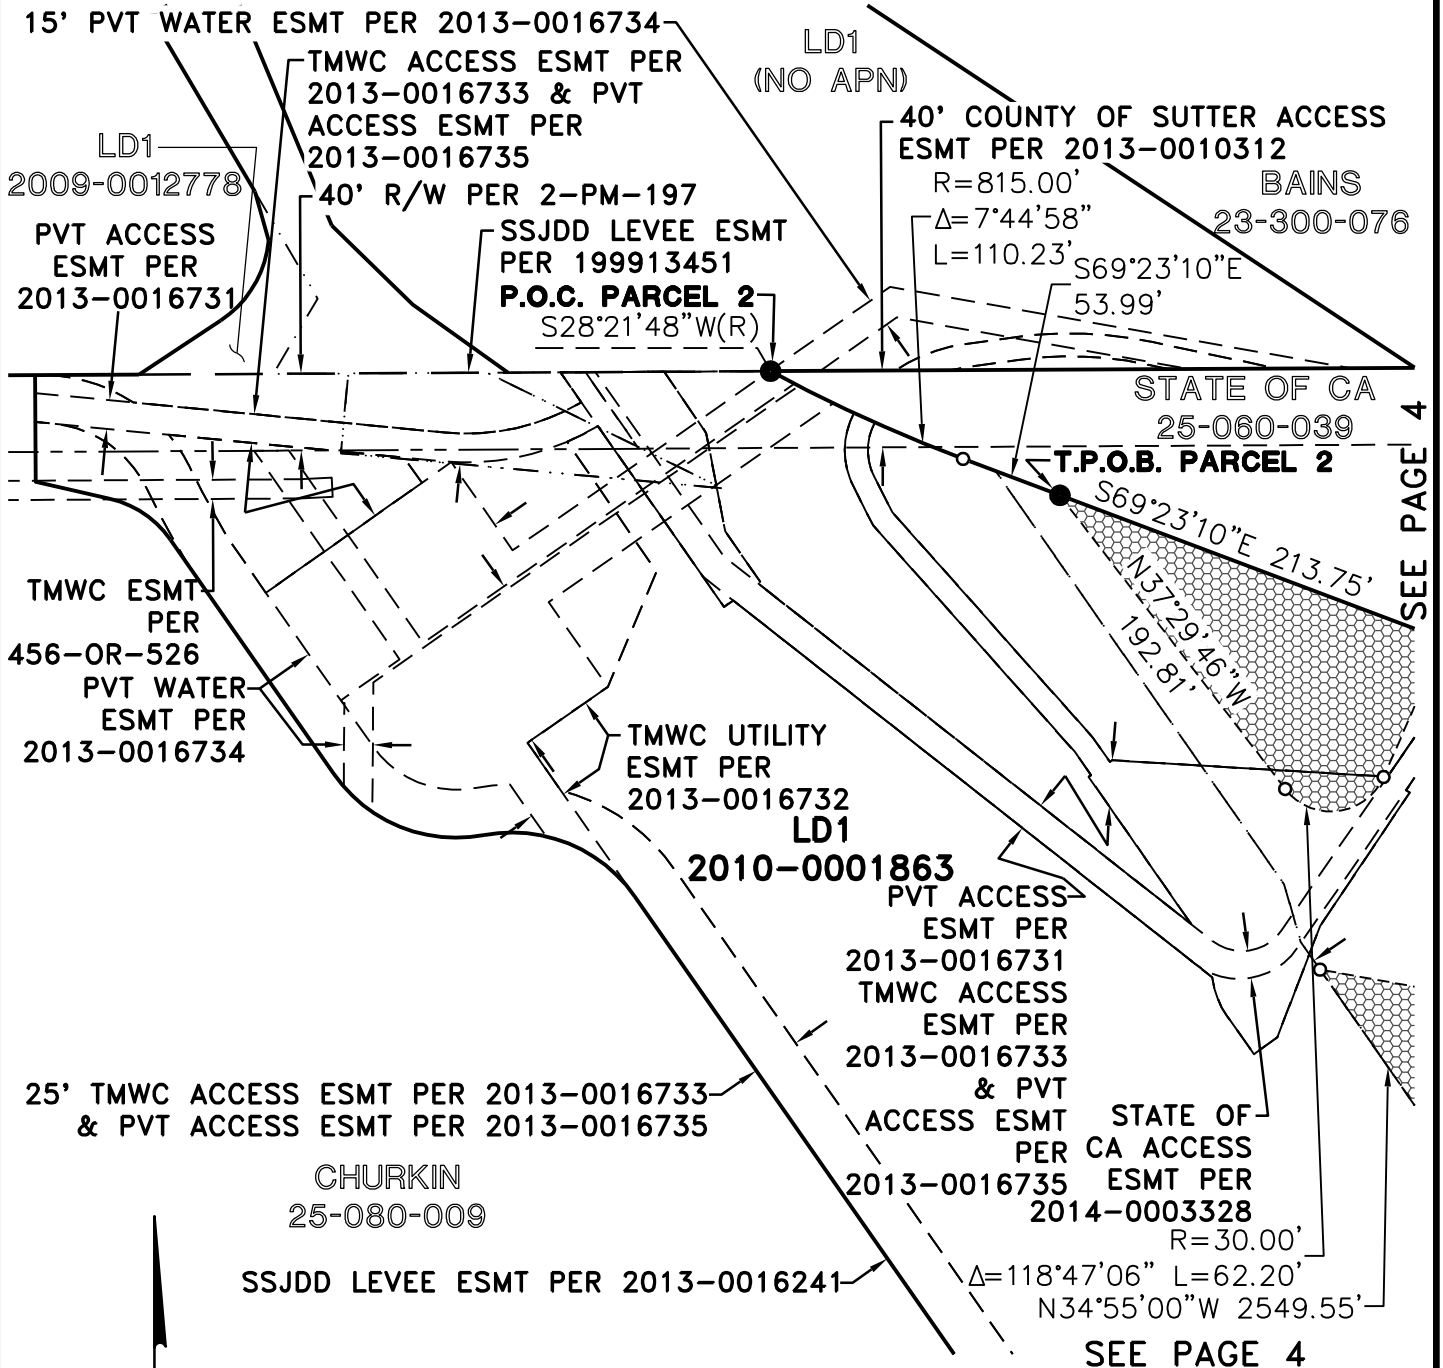 15' PVT WATER ESMT PER 2013-0016734
LD1
(NO APN)
TMWC ACCESS ESMT PER
2013-0016733 & PVT
ACCESS ESMT PER
2013-0016735
40' COUNTY OF SUTTER ACCESS
ESMT PER 2013-0010312
LD1
2009-0012778
R=815.00'
Δ=7°44'58"
L=110.23'
BAINS
23-300-076
40' R/W PER 2-PM-197
PVT ACCESS
ESMT PER
2013-0016731
SSJDD LEVEE ESMT
PER 199913451
P.O.C. PARCEL 2
S28°21'48"W(R)
S69°23'10"E
53.99'
STATE OF CA
25-060-039
SEE PAGE 4
T.P.O.B. PARCEL 2
S69°23'10"E 213.75'
N37°29'46"W
192.81'
TMWC ESMT
PER
456-OR-526
PVT WATER
ESMT PER
2013-0016734
TMWC UTILITY
ESMT PER
2013-0016732
LD1
2010-0001863
PVT ACCESS
ESMT PER
2013-0016731
TMWC ACCESS
ESMT PER
2013-0016733
& PVT
ACCESS ESMT
PER
2013-0016735
25' TMWC ACCESS ESMT PER 2013-0016733
& PVT ACCESS ESMT PER 2013-0016735
STATE OF
CA ACCESS
ESMT PER
2014-0003328
CHURKIN
25-080-009
R=30.00'
Δ=118°47'06" L=62.20'
N34°55'00"W 2549.55'
SSJDD LEVEE ESMT PER 2013-0016241
SEE PAGE 4